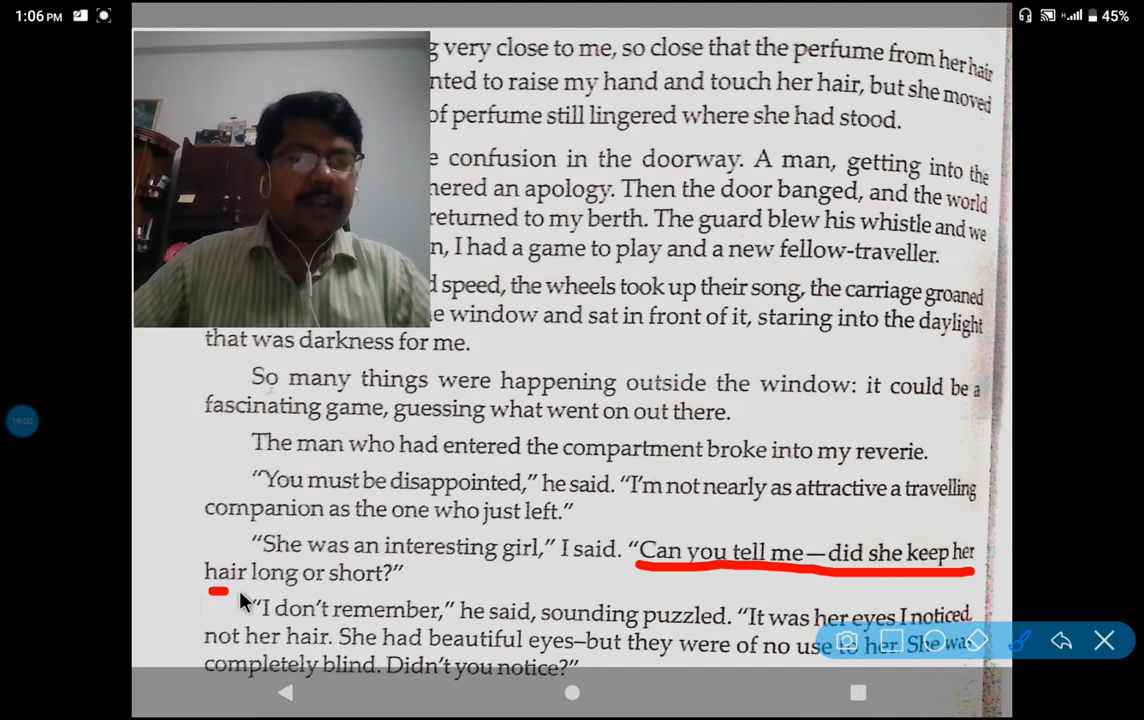 1:06 PM
45%
very close to me, so close that the perfume from her hair
to raise my hand and touch her hair, but she moved
of perfume still lingered where she had stood.
confusion in the doorway. A man, getting into the
an apology. Then the door banged, and the world
returned to my berth. The guard blew his whistle and we
I had a game to play and a new fellow-traveller.
speed, the wheels took up their song, the carriage groaned
window and sat in front of it, staring into the daylight
that was darkness for me.
19:00
So many things were happening outside the window: it could be a
fascinating game, guessing what went on out there.
The man who had entered the compartment broke into my reverie.
“You must be disappointed,” he said. “I'm not nearly as attractive a travelling
companion as the one who just left.”
“She was an interesting girl,” I said. “Can you tell me—did she keep her
hair long or short?”
“I don't remember,” he said, sounding puzzled. “It was her eyes I noticed,
not her hair. She had beautiful eyes–but they were of no use to her. She was
completely blind. Didn't you notice?”